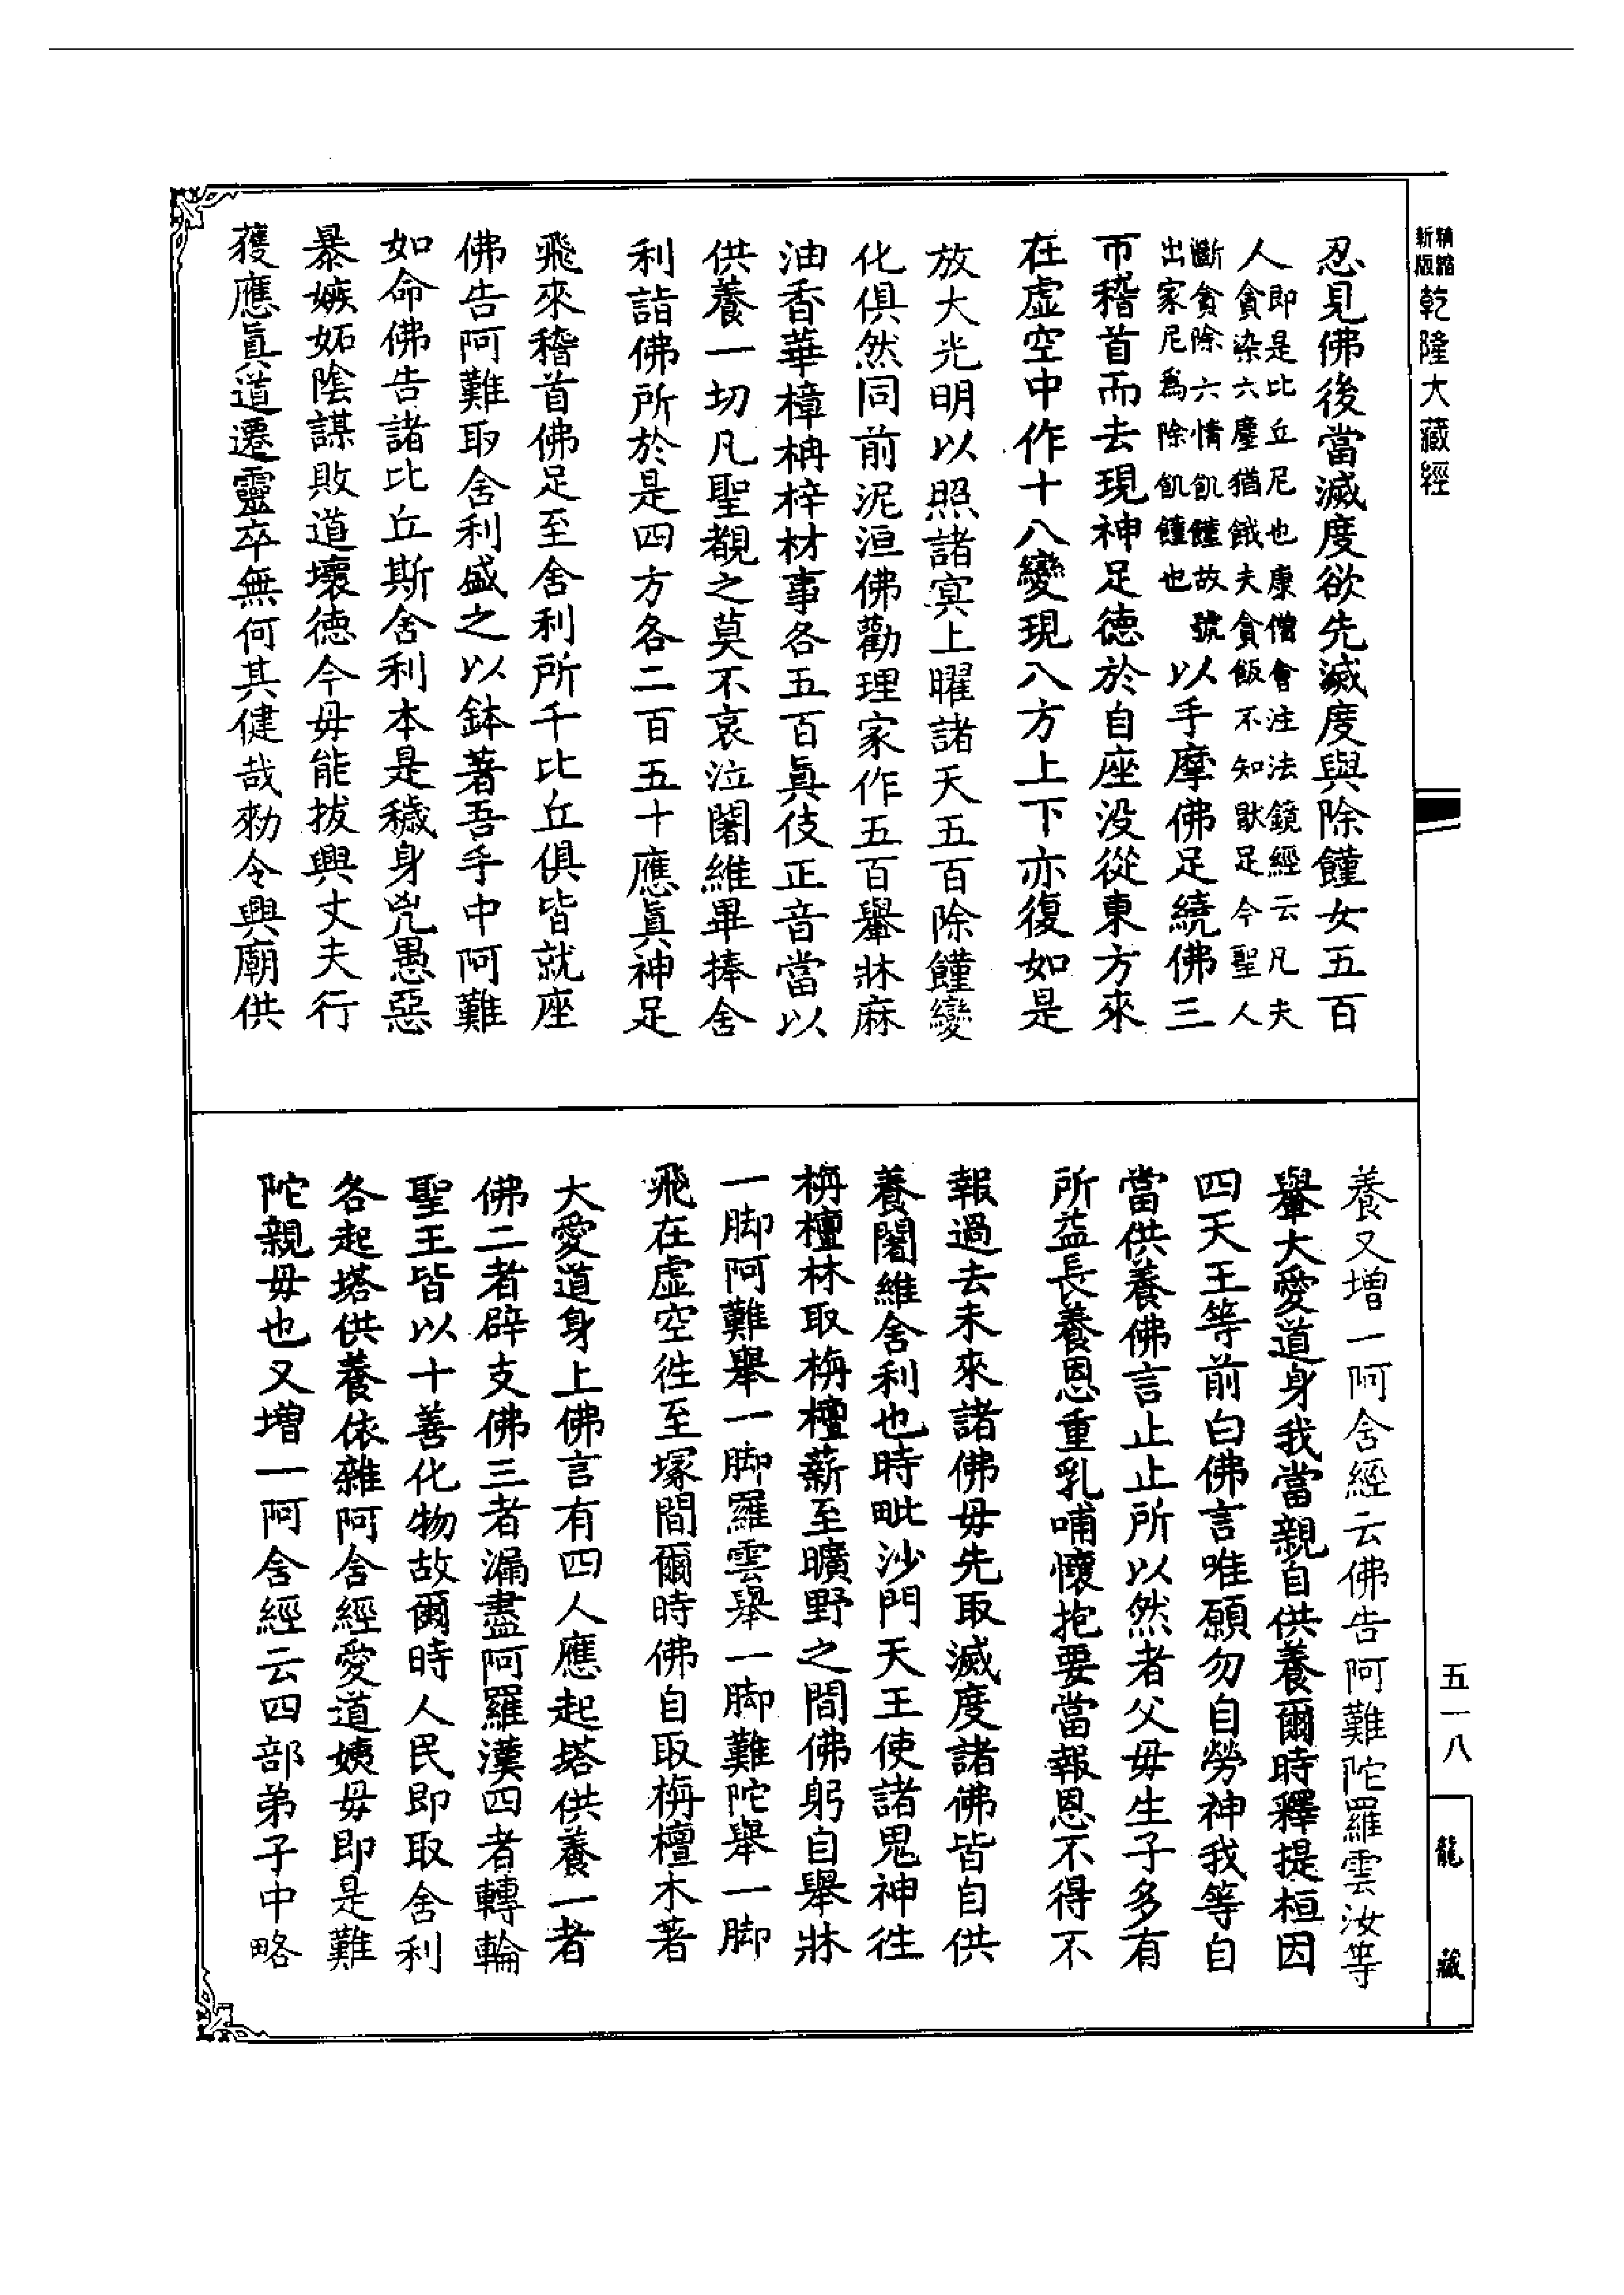 精縮新版乾隆大藏經
忍見佛後當滅度欲先滅度與除饉女五百
人即是比丘尼也康僧會注法鏡經云凡夫
貪染六塵猶餓夫貪飯不知猒足今聖人
斷貪除六情飢饉故號
出家尼爲除飢饉也以手摩佛足繞佛三
帀稽首而去現神足徳於自座没從東方來
在虚空中作十八變現八方上下亦復如是
放大光明以照諸冥上曜諸天五百除饉變
化俱然同前泥洹佛勸理家作五百轝牀麻
油香華樟柟梓材事各五百眞伎正音當以
供養一切凡聖覩之莫不哀泣闍維畢捧舍
利詣佛所於是四方各二百五十應眞神足
飛來稽首佛足至舍利所千比丘俱皆就座
佛告阿難取舍利盛之以鉢著吾手中阿難
如命佛告諸比丘斯舍利本是穢身兇愚惡
暴嫉妬陰謀敗道壞徳今母能拔興丈夫行
獲應眞道遷靈卒無何其健哉勑令興廟供
養又増一阿含經云佛告阿難陀羅雲汝等
轝大愛道身我當親自供養爾時釋提桓因
四天王等前白佛言唯願勿自勞神我等自
當供養佛言止止所以然者父母生子多有
所益長養恩重乳哺懷抱要當報恩不得不
報過去未來諸佛母先取滅度諸佛皆自供
養闍維舍利也時毗沙門天王使諸鬼神徃
栴檀林取栴檀薪至曠野之間佛躬自舉牀
一脚阿難舉一脚羅雲舉一脚難陀舉一脚
飛在虚空徃至塚間爾時佛自取栴檀木著
大愛道身上佛言有四人應起塔供養一者
佛二者辟支佛三者漏盡阿羅漢四者轉輪
聖王皆以十善化物故爾時人民即取舍利
各起塔供養依雜阿含經愛道姨母即是難
陀親母也又増一阿含經云四部弟子中略
五一八
龍藏